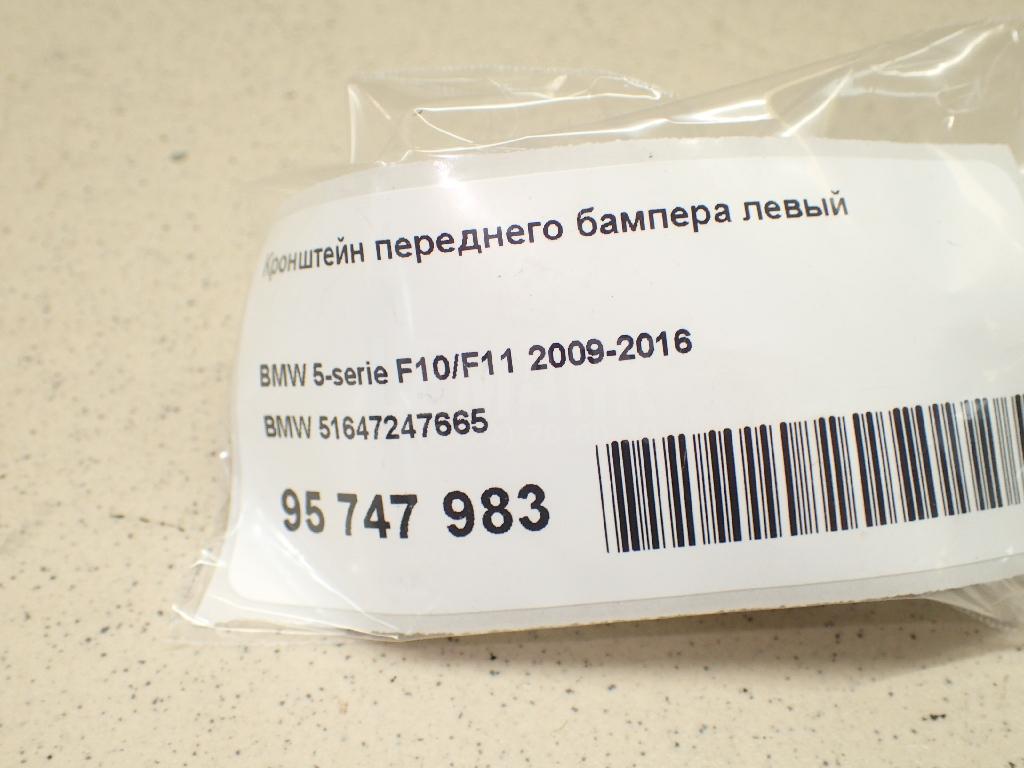 Кронштейн переднего бампера левый
BMW 5-serie F10/F11 2009-2016
BMW 51647247665
95 747 983